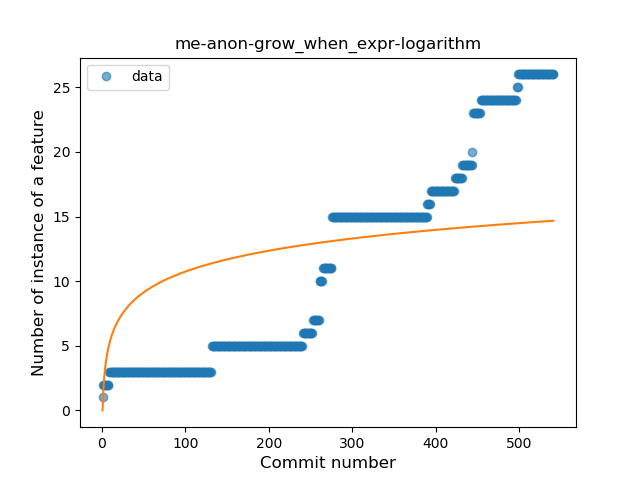 me-anon-grow_when_expr-logarithm
data
Number of instance of a feature
25
20
15
10
5
0
0 100 200 300 400 500
Commit number